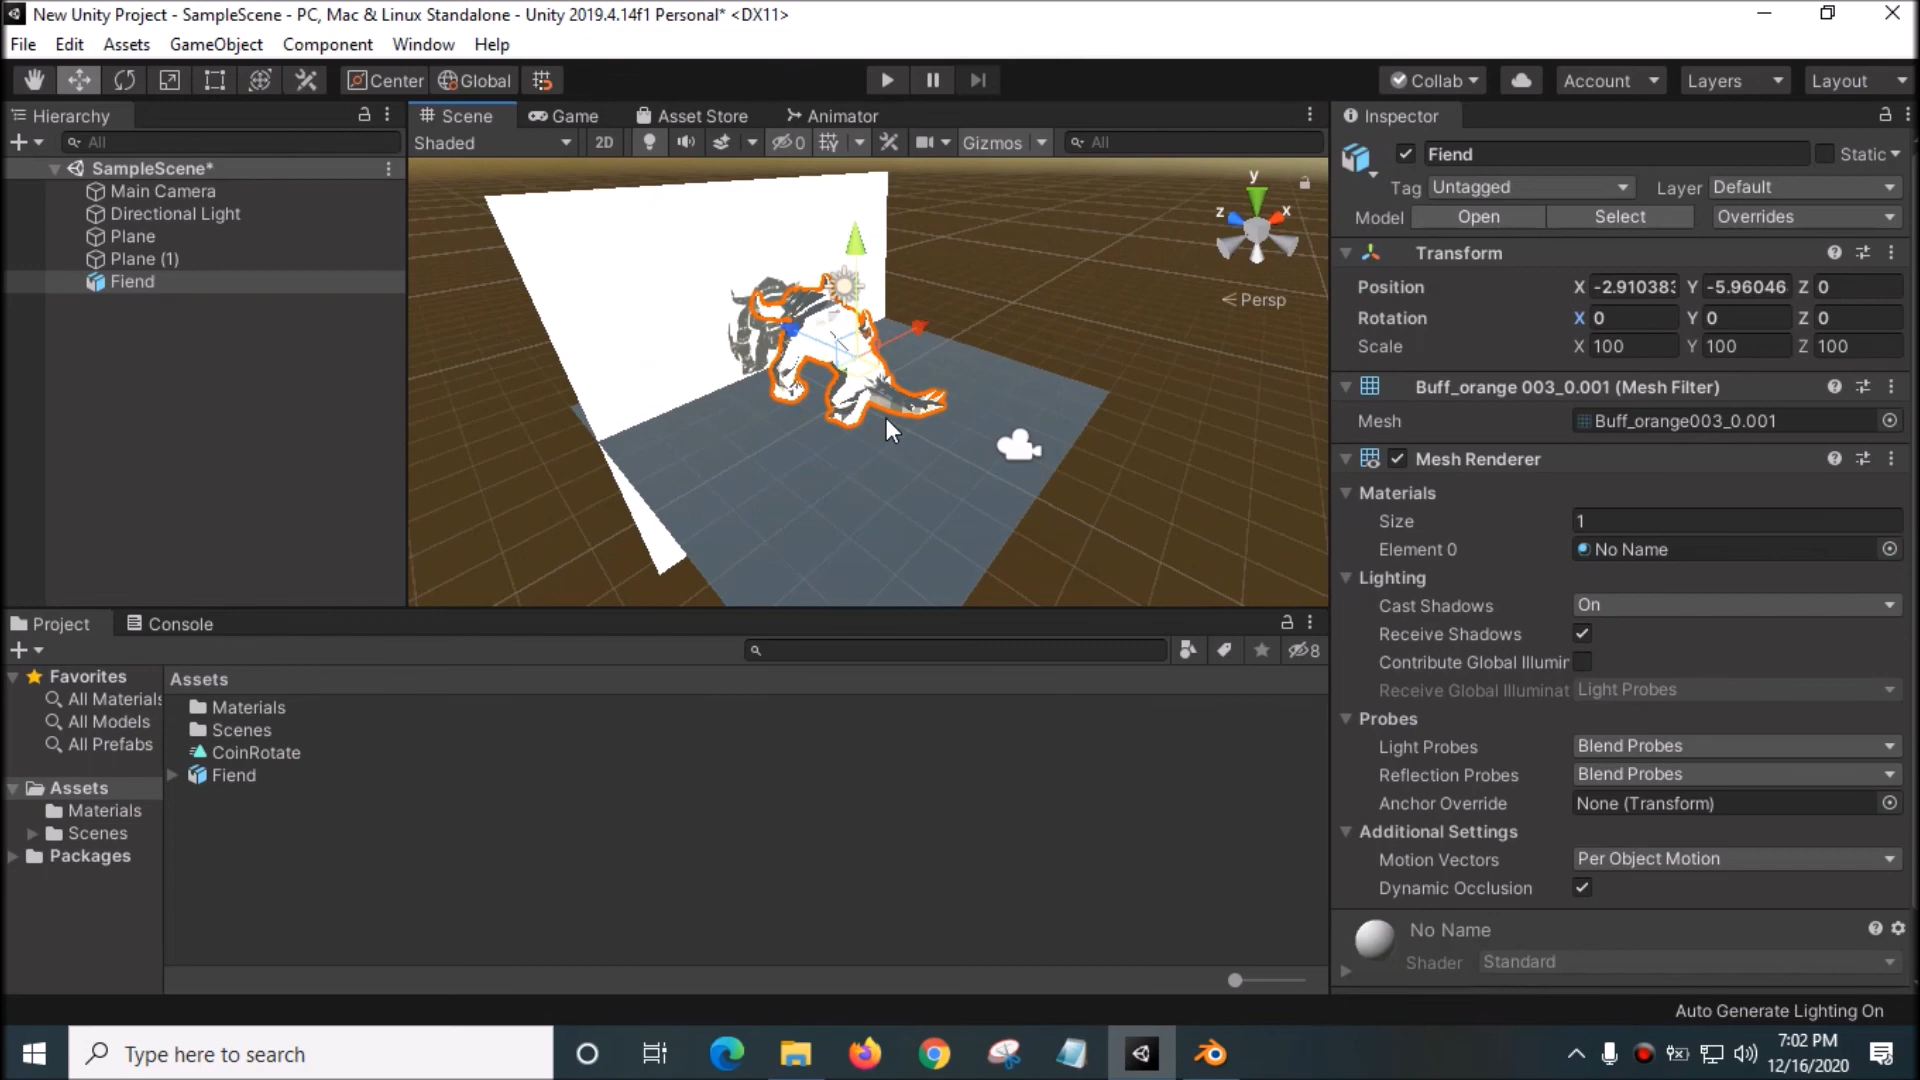 New Unity Project - SampleScene - PC, Mac & Linux Standalone - Unity 2019.4.14f1 Personal* <DX11>
File Edit Assets GameObject Component Window Help
Center Global Collab Account Layers Layout
Hierarchy
All
SampleScene*
Main Camera
Directional Light
Plane
Plane (1)
Fiend
Scene Game Asset Store Animator
Shaded 2D 0 Gizmos All
y
z x
Persp
Inspector
Fiend Static
Tag Untagged Layer Default
Model Open Select Overrides
Transform
Position X -2.910383 Y -5.96046 Z 0
Rotation X 0 Y 0 Z 0
Scale X 100 Y 100 Z 100
Buff_orange 003_0.001 (Mesh Filter)
Mesh Buff_orange003_0.001
Mesh Renderer
Materials
Size 1
Element 0 No Name
Lighting
Cast Shadows On
Receive Shadows
Contribute Global Illumir
Receive Global Illuminat Light Probes
Probes
Light Probes Blend Probes
Reflection Probes Blend Probes
Anchor Override None (Transform)
Additional Settings
Motion Vectors Per Object Motion
Dynamic Occlusion
No Name
Shader Standard
Project Console
8
Favorites
All Materials
All Models
All Prefabs
Assets
Materials
Scenes
Packages
Assets
Materials
Scenes
CoinRotate
Fiend
Auto Generate Lighting On
Type here to search
7:02 PM
12/16/2020